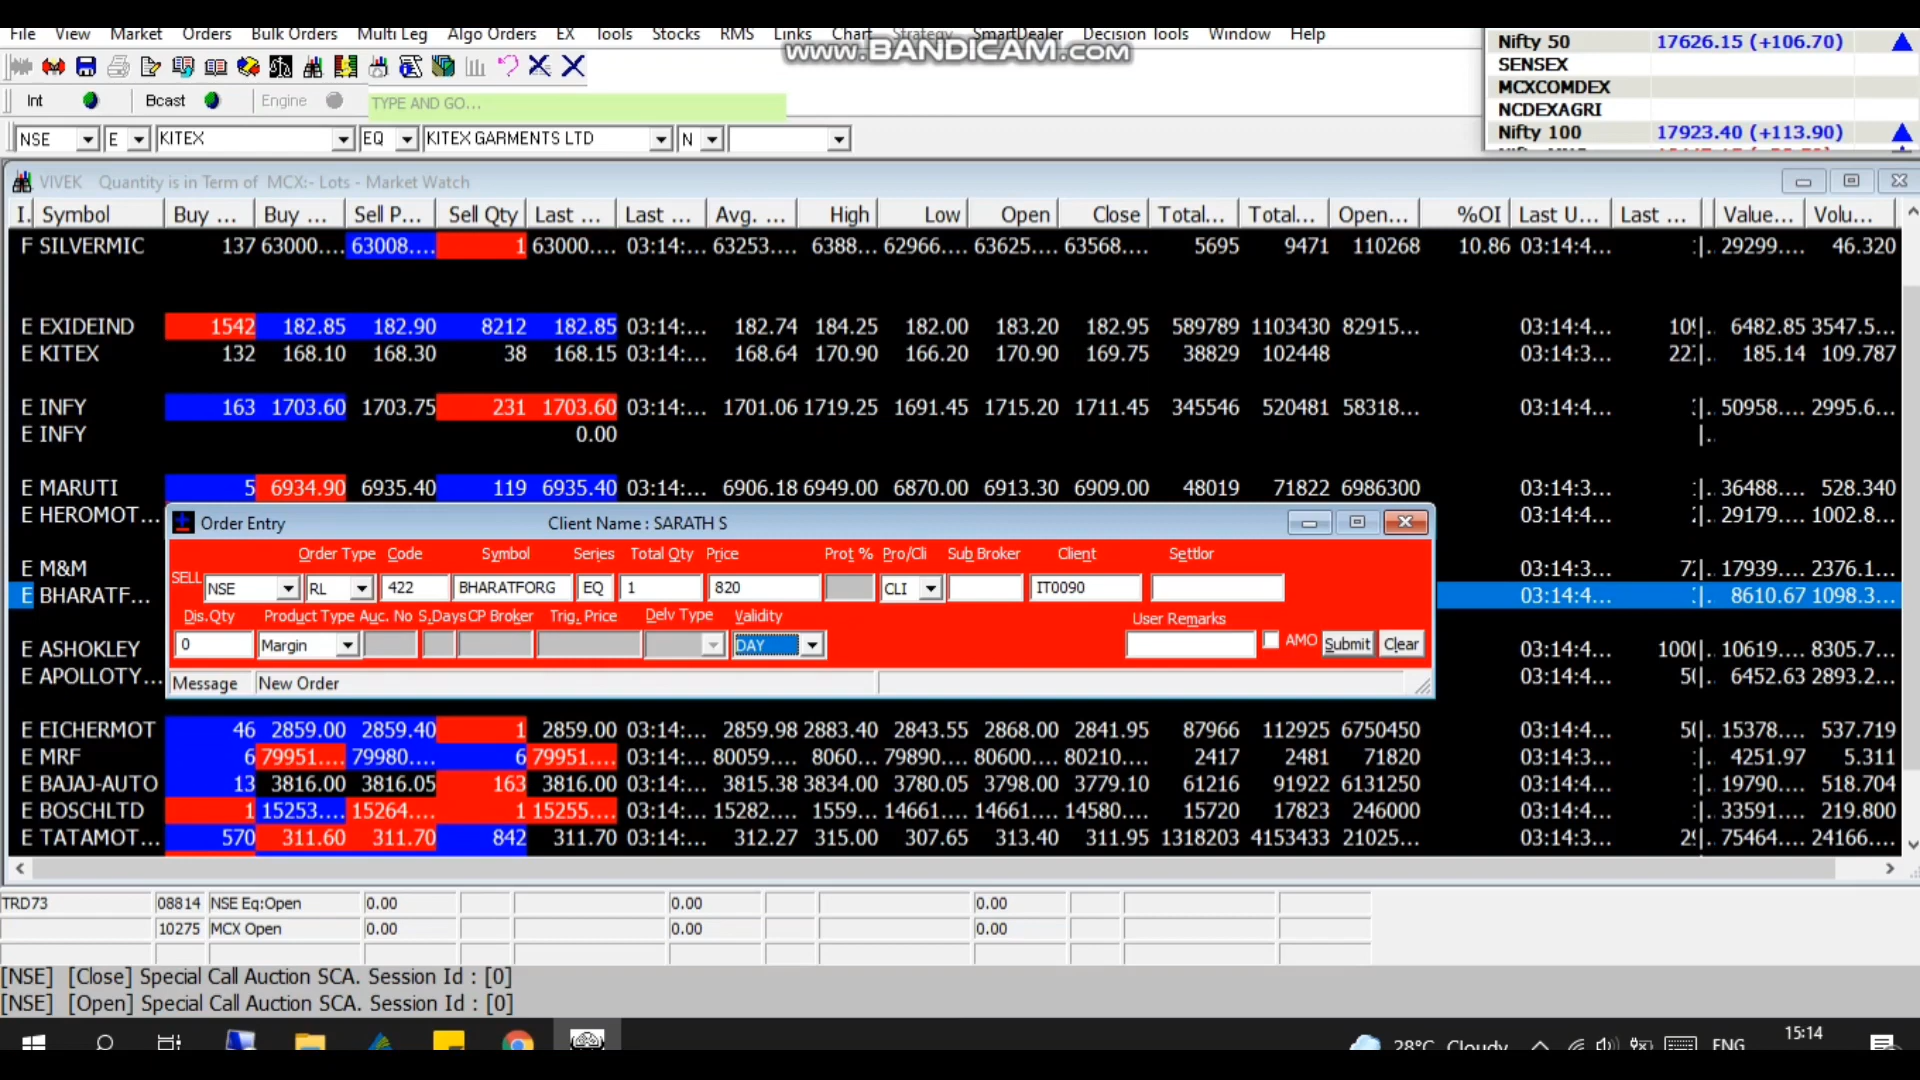 File View Market Orders Bulk Orders Multi Leg Algo Orders EX Tools Stocks RMS Links Chart Strategy SmartDealer Decision Tools Window Help
www.BANDICAM.com
Nifty 50 17626.15 (+106.70)
SENSEX
MCXCOMDEX
NCDEXAGRI
Nifty 100 17923.40 (+113.90)
Int Bcast Engine TYPE AND GO...
NSE E KITEX EQ KITEX GARMENTS LTD N
VIVEK Quantity is in Term of MCX:- Lots - Market Watch
I. Symbol Buy ... Buy ... Sell P... Sell Qty Last ... Last ... Avg. ... High Low Open Close Total... Total... Open... %OI Last U... Last ... Value... Volu...
F SILVERMIC 137 63000.... 63008.... 1 63000.... 03:14:... 63253.... 6388... 62966.... 63625.... 63568.... 5695 9471 110268 10.86 03:14:4... 29299.... 46.320
E EXIDEIND 1542 182.85 182.90 8212 182.85 03:14:... 182.74 184.25 182.00 183.20 182.95 589789 1103430 82915... 03:14:4... 6482.85 3547.5...
E KITEX 132 168.10 168.30 38 168.15 03:14:... 168.64 170.90 166.20 170.90 169.75 38829 102448 03:14:3... 185.14 109.787
E INFY 163 1703.60 1703.75 231 1703.60 03:14:... 1701.06 1719.25 1691.45 1715.20 1711.45 345546 520481 58318... 03:14:4... 50958.... 2995.6...
E INFY 0.00
E MARUTI 5 6934.90 6935.40 119 6935.40 03:14:... 6906.18 6949.00 6870.00 6913.30 6909.00 48019 71822 6986300 03:14:3... 36488.... 528.340
E HEROMOT... 03:14:3... 29179.... 1002.8...
E M&M 03:14:3... 17939.... 2376.1...
E BHARATF... 03:14:4... 8610.67 1098.3...
E ASHOKLEY 03:14:4... 10619.... 8305.7...
E APOLLOTY... 03:14:4... 6452.63 2893.2...
Order Entry Client Name : SARATH S
Order Type Code Symbol Series Total Qty Price Prot % Pro/Cli Sub Broker Client Settlor
SELL NSE RL 422 BHARATFORG EQ 1 820 CLI IT0090
Dis.Qty Product Type Auc. No S.Days CP Broker Trig. Price Delv Type Validity User Remarks
0 Margin DAY AMO Submit Clear
Message New Order
E EICHERMOT 46 2859.00 2859.40 1 2859.00 03:14:... 2859.98 2883.40 2843.55 2868.00 2841.95 87966 112925 6750450 03:14:4... 15378.... 537.719
E MRF 6 79951.... 79980.... 6 79951.... 03:14:... 80059.... 8060... 79890.... 80600.... 80210.... 2417 2481 71820 03:14:4... 4251.97 5.311
E BAJAJ-AUTO 13 3816.00 3816.05 163 3816.00 03:14:... 3815.38 3834.00 3780.05 3798.00 3779.10 61216 91922 6131250 03:14:4... 19790.... 518.704
E BOSCHLTD 1 15253.... 15264.... 1 15255.... 03:14:... 15282.... 1559... 14661.... 14661.... 14580.... 15720 17823 246000 03:14:4... 33591.... 219.800
E TATAMOT... 570 311.60 311.70 842 311.70 03:14:... 312.27 315.00 307.65 313.40 311.95 1318203 4153433 21025... 03:14:3... 75464.... 24166....
TRD73 08814 NSE Eq:Open 0.00 0.00 0.00
10275 MCX Open 0.00 0.00 0.00
[NSE] [Close] Special Call Auction SCA. Session Id : [0]
[NSE] [Open] Special Call Auction SCA. Session Id : [0]
28°C Cloudy ENG 15:14